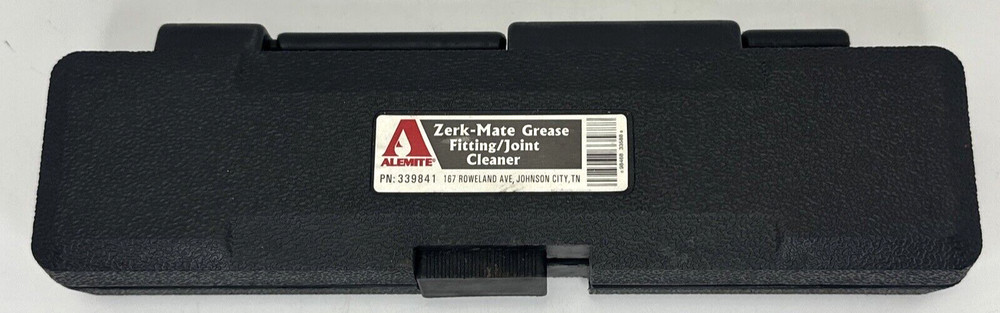 Zerk-Mate Grease
Fitting/Joint
Cleaner
ALEMITE®
PN: 339841 167 ROWELAND AVE, JOHNSON CITY, TN